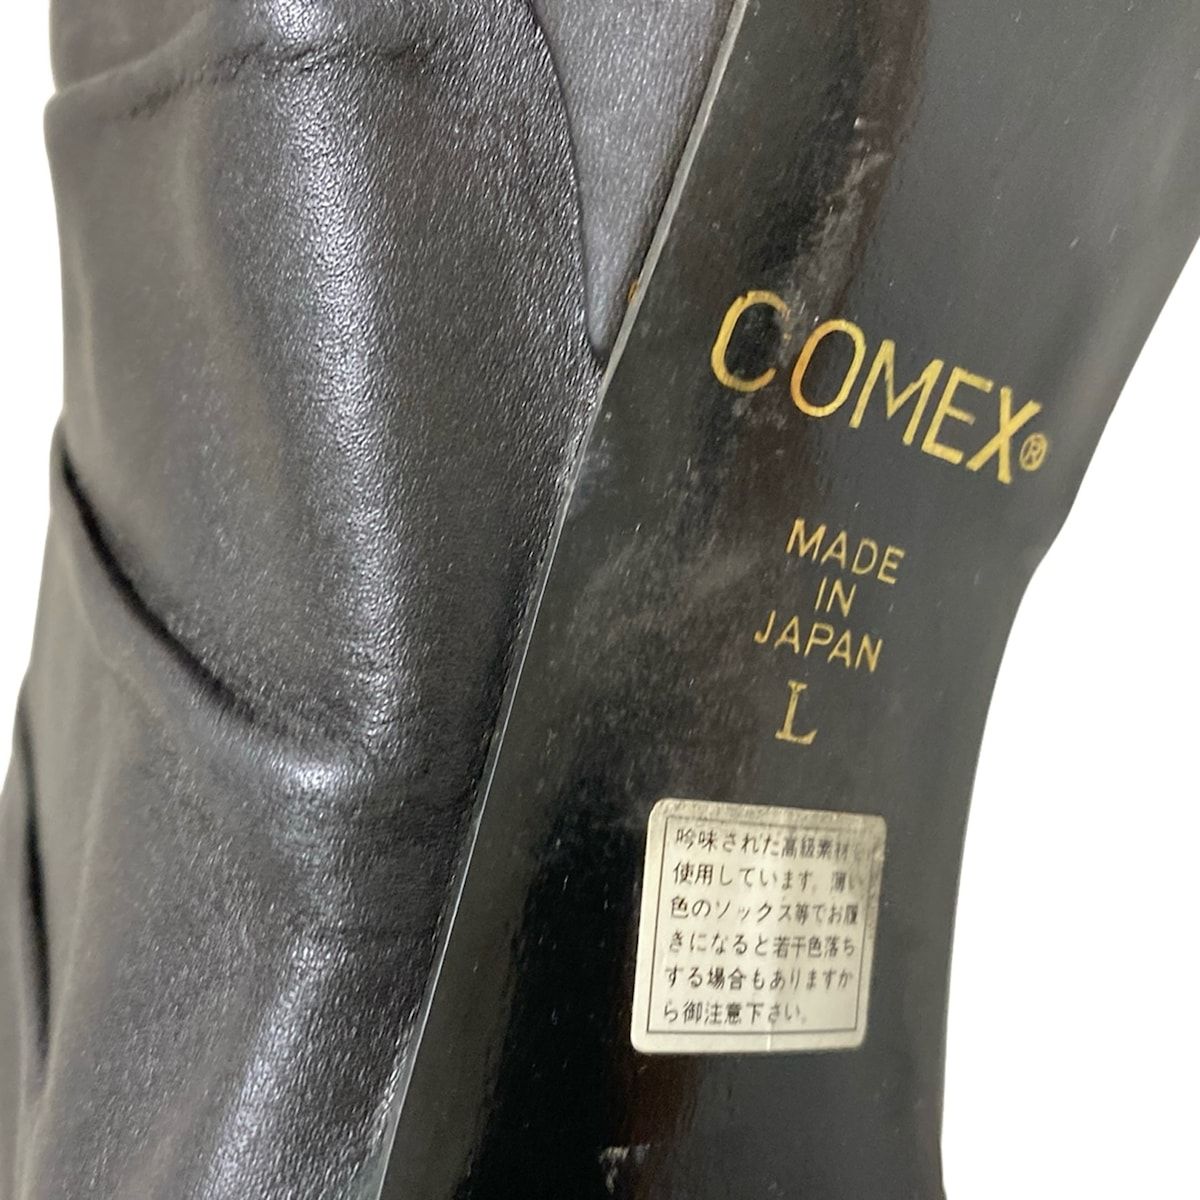 COMEX®
MADE
IN
JAPAN
L
吟味された高級素材を
使用しています。薄い
色のソックス等でお履
きになると若干色落ち
する場合もありますか
ら御注意下さい。